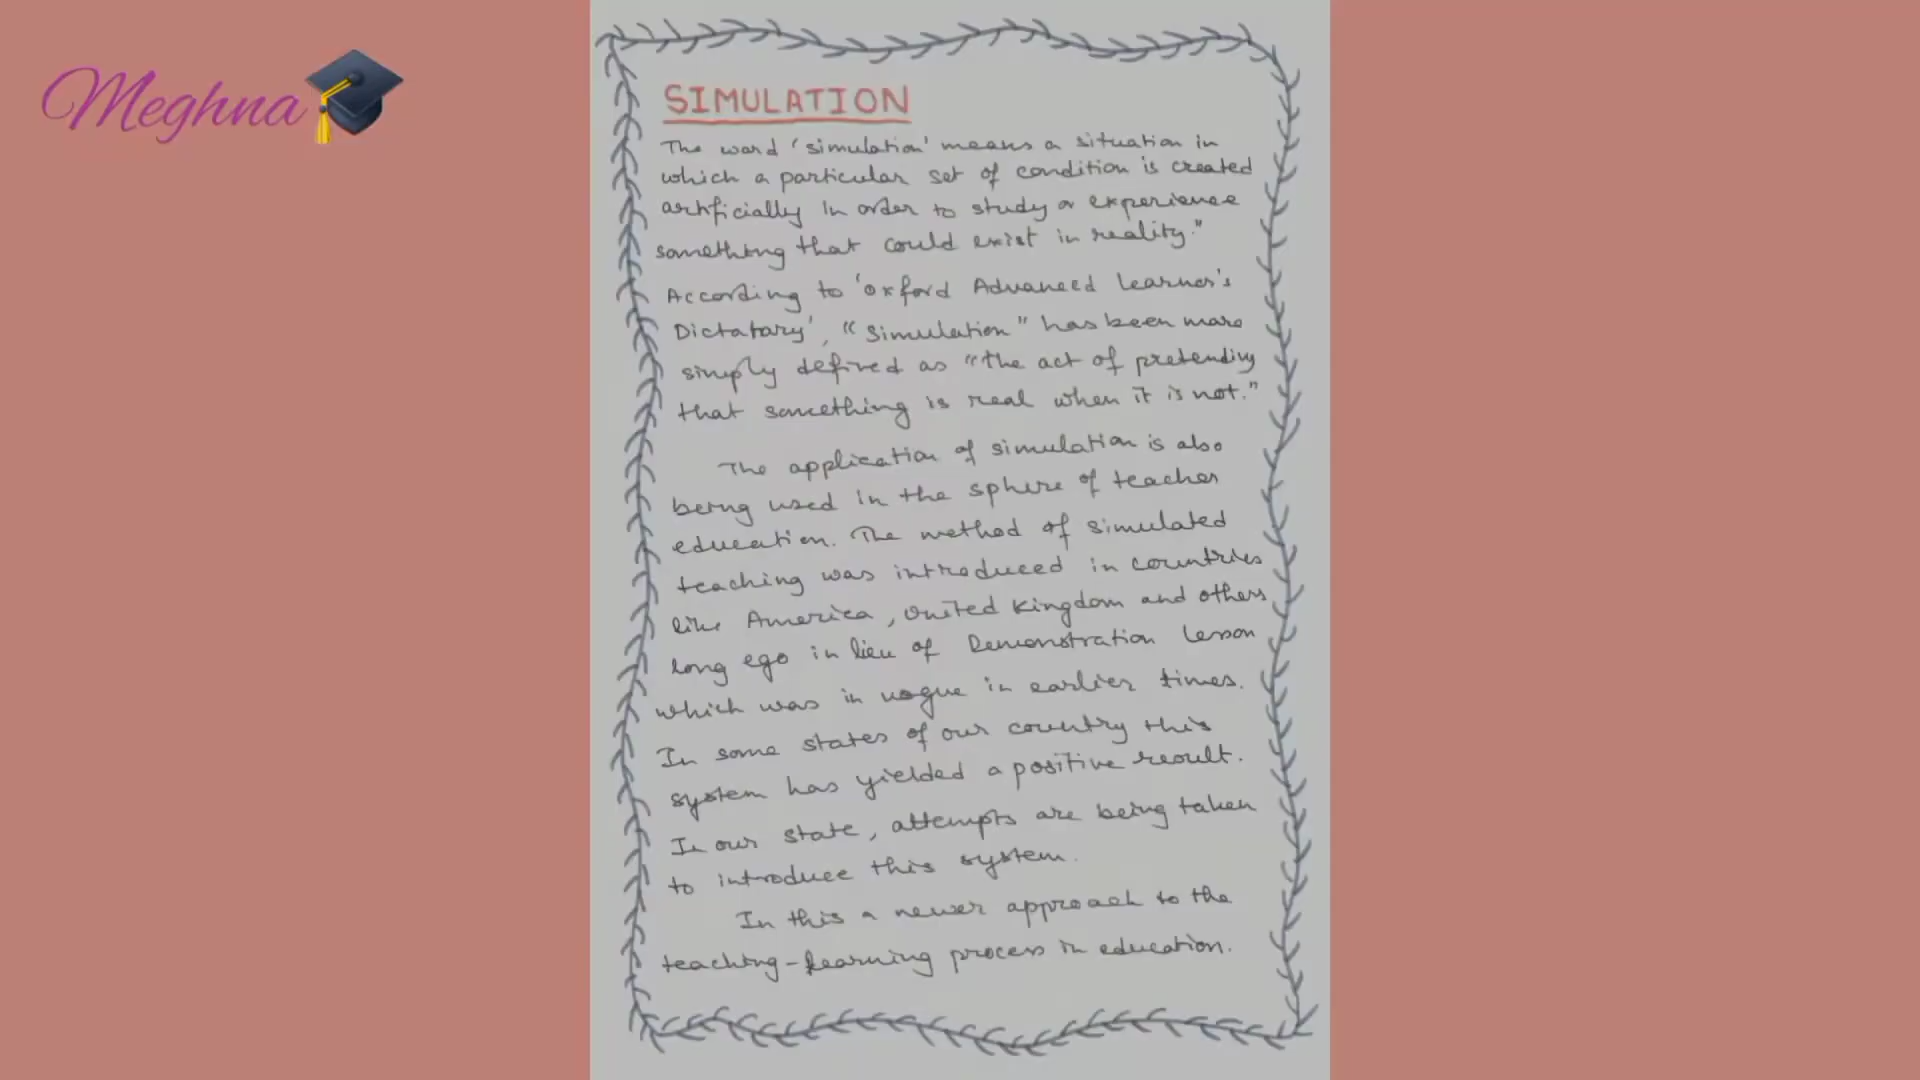 Meghna
SIMULATION
The word 'simulation' means a situation in
which a particular set of condition is created
artificially in order to study or experience
something that could exist in reality."
According to 'Oxford Advanced Learner's
Dictatary', "Simulation" has been more
simply defined as "the act of pretending
that something is real when it is not."
The application of simulation is also
being used in the sphere of teacher
education. The method of simulated
teaching was introduced in countries
like America, United Kingdom and others
long ego in lieu of Demonstration lesson
which was in vogue in earlier times.
In some states of our country this
system has yielded a positive result.
In our state, attempts are being taken
to introduce this system.
In this a newer approach to the
teaching-learning process in education.